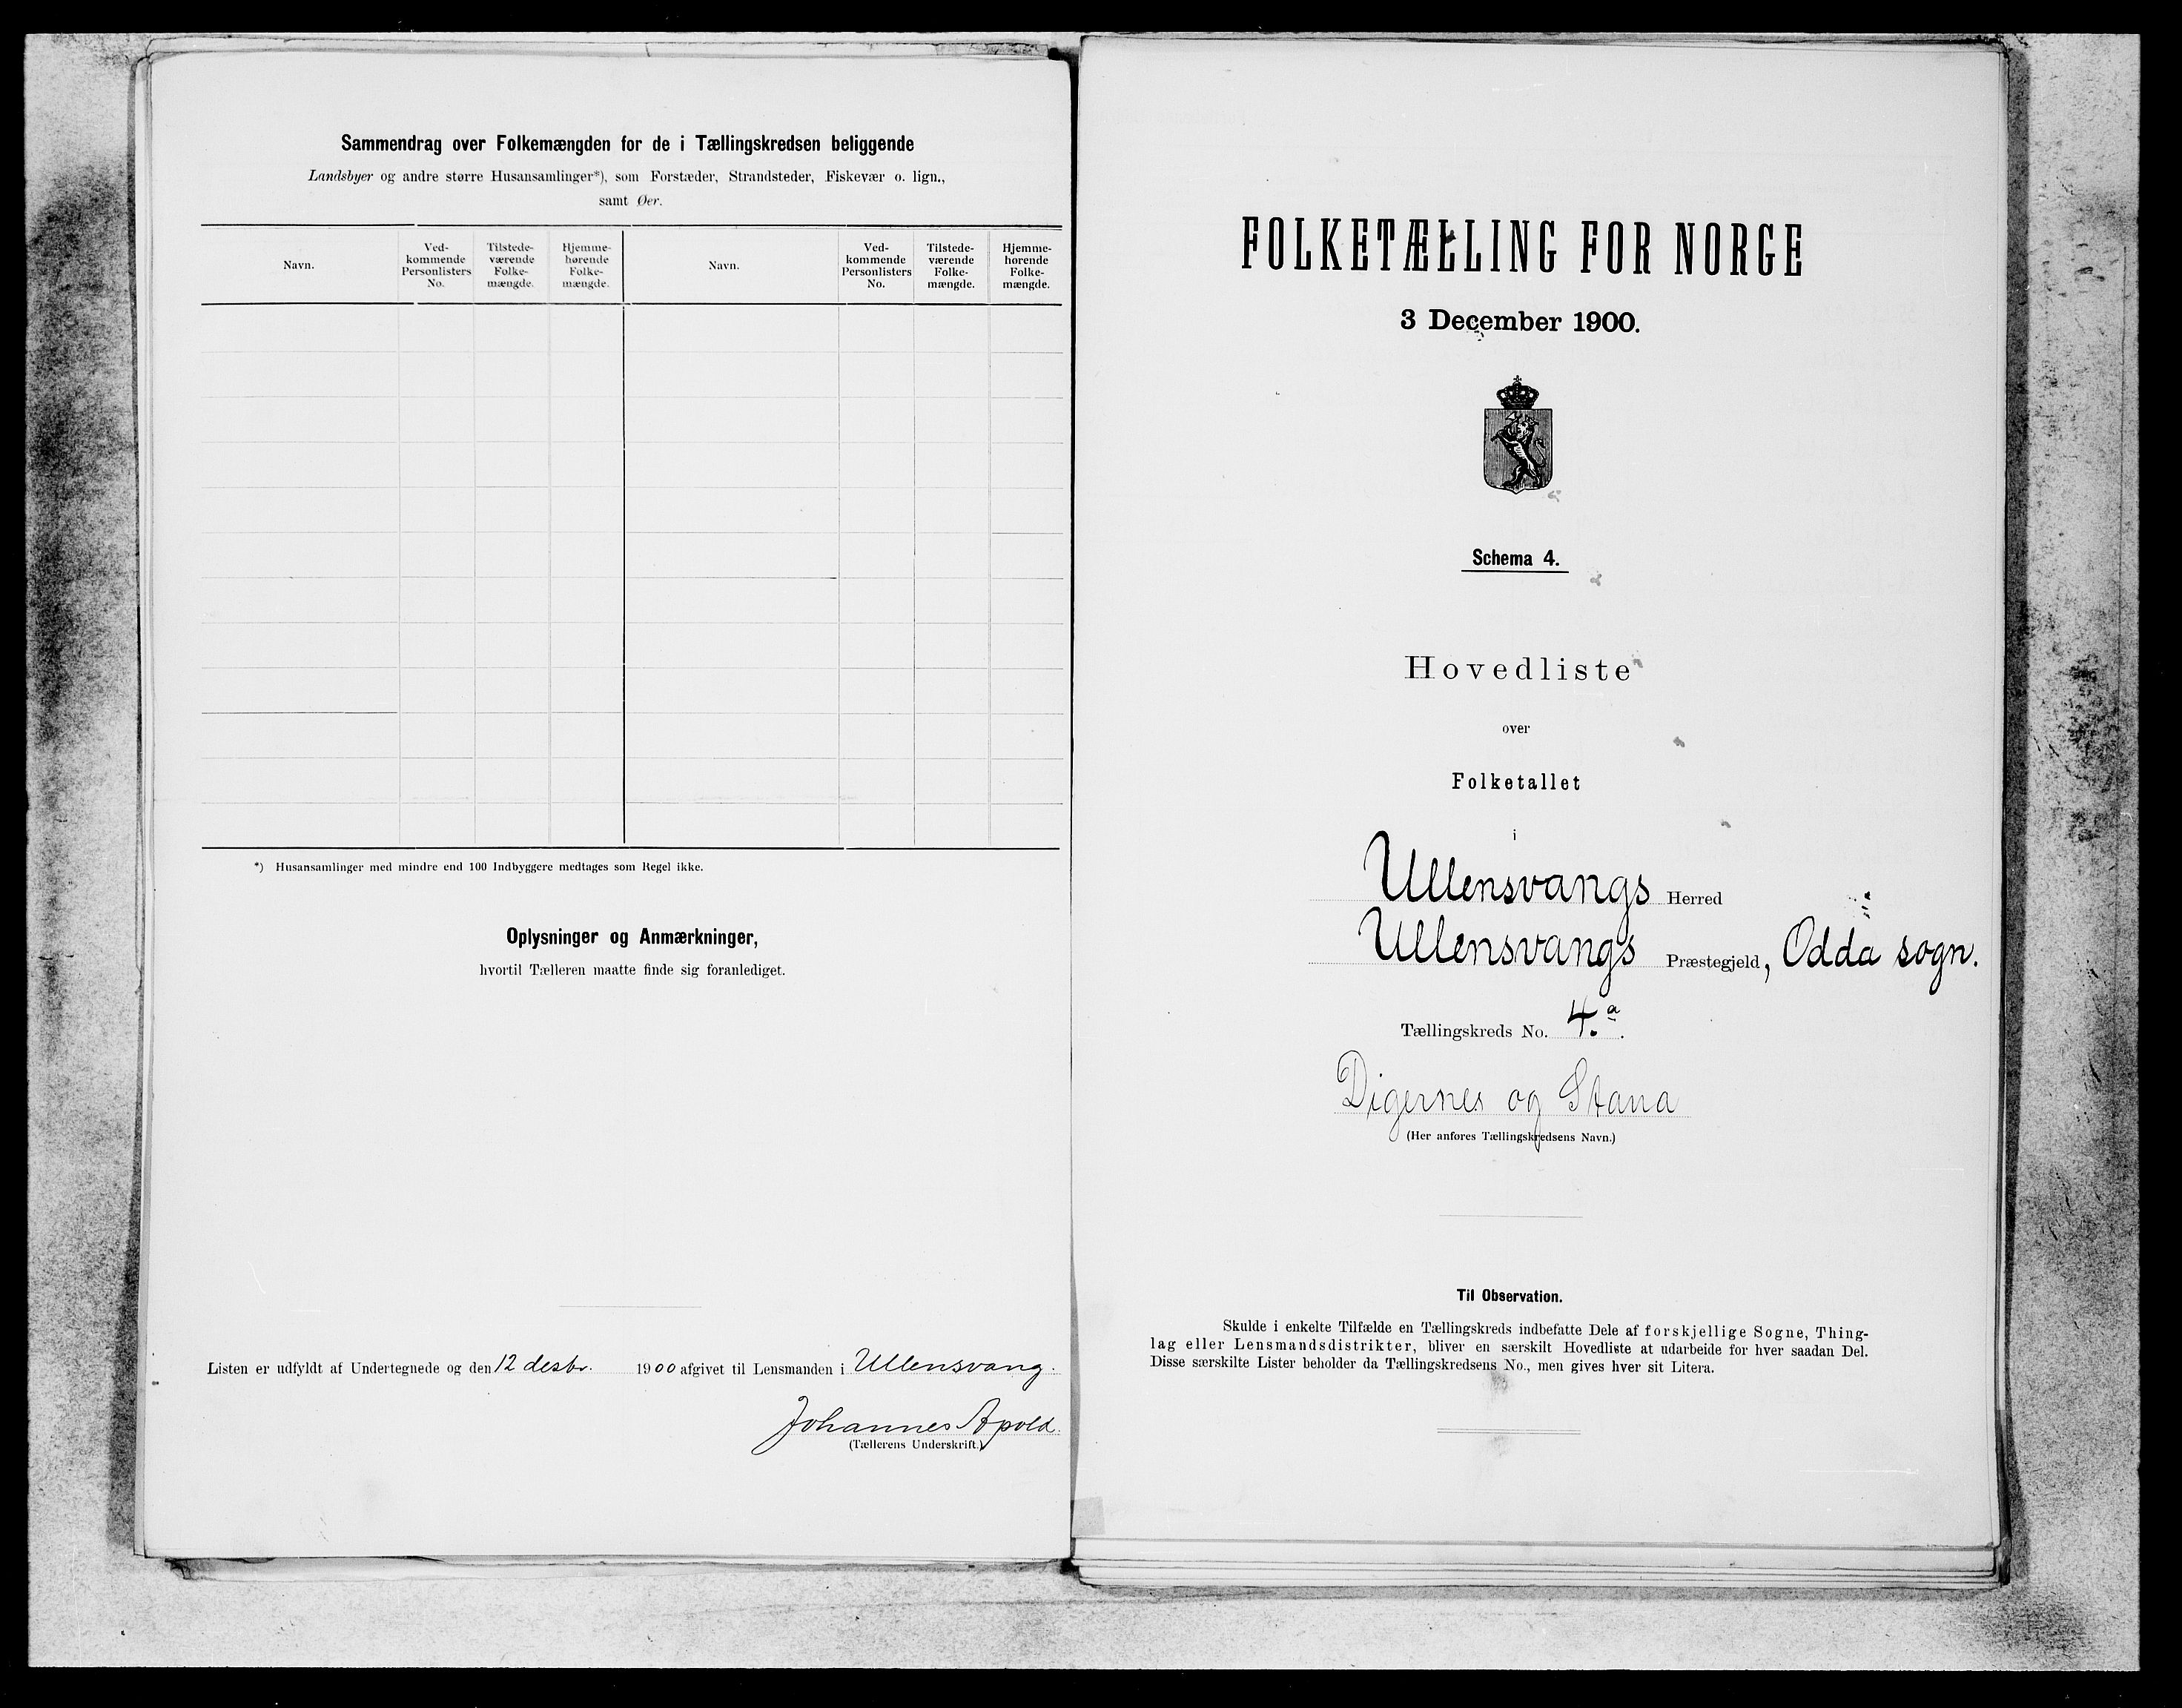 Sammendrag over Folkemængden for de i Tællingskredsen beliggende
Landsbyer og andre større Husansamlinger*), som Forstæder, Strandsteder, Fiskevær o. lign.,
samt Øer.
Navn.
Ved-
kommende
Personlisters
No.
Tilstede-
værende
Folke-
mængde.
Hjemme-
hørende
Folke-
mængde.
Navn.
Ved-
kommende
Personlisters
No.
Tilstede-
værende
Folke-
mængde.
Hjemme-
hørende
Folke-
mængde.
*) Husansamlinger med mindre end 100 Indbyggere medtages som Regel ikke.
Oplysninger og Anmærkninger,
hvortil Tælleren maatte finde sig foranlediget.
Listen er udfyldt af Undertegnede og den 12 desbr. 1900 afgivet til Lensmanden i Ullensvang.
Johannes Apold.
(Tællerens Underskrift.)
FOLKETÆLLING FOR NORGE
3 December 1900.
Schema 4.
Hovedliste
over
Folketallet
i
Ullensvangs Herred
Ullensvangs Præstegjeld, Odda sogn.
Tællingskreds No. 4.a.
Digernes og Stana
(Her anføres Tællingskredsens Navn.)
Til Observation.
Skulde i enkelte Tilfælde en Tællingskreds indbefatte Dele af forskjellige Sogne, Thing-
lag eller Lensmandsdistrikter, bliver en særskilt Hovedliste at udarbeide for hver saadan Del.
Disse særskilte Lister beholder da Tællingskredsens No., men gives hver sit Litera.